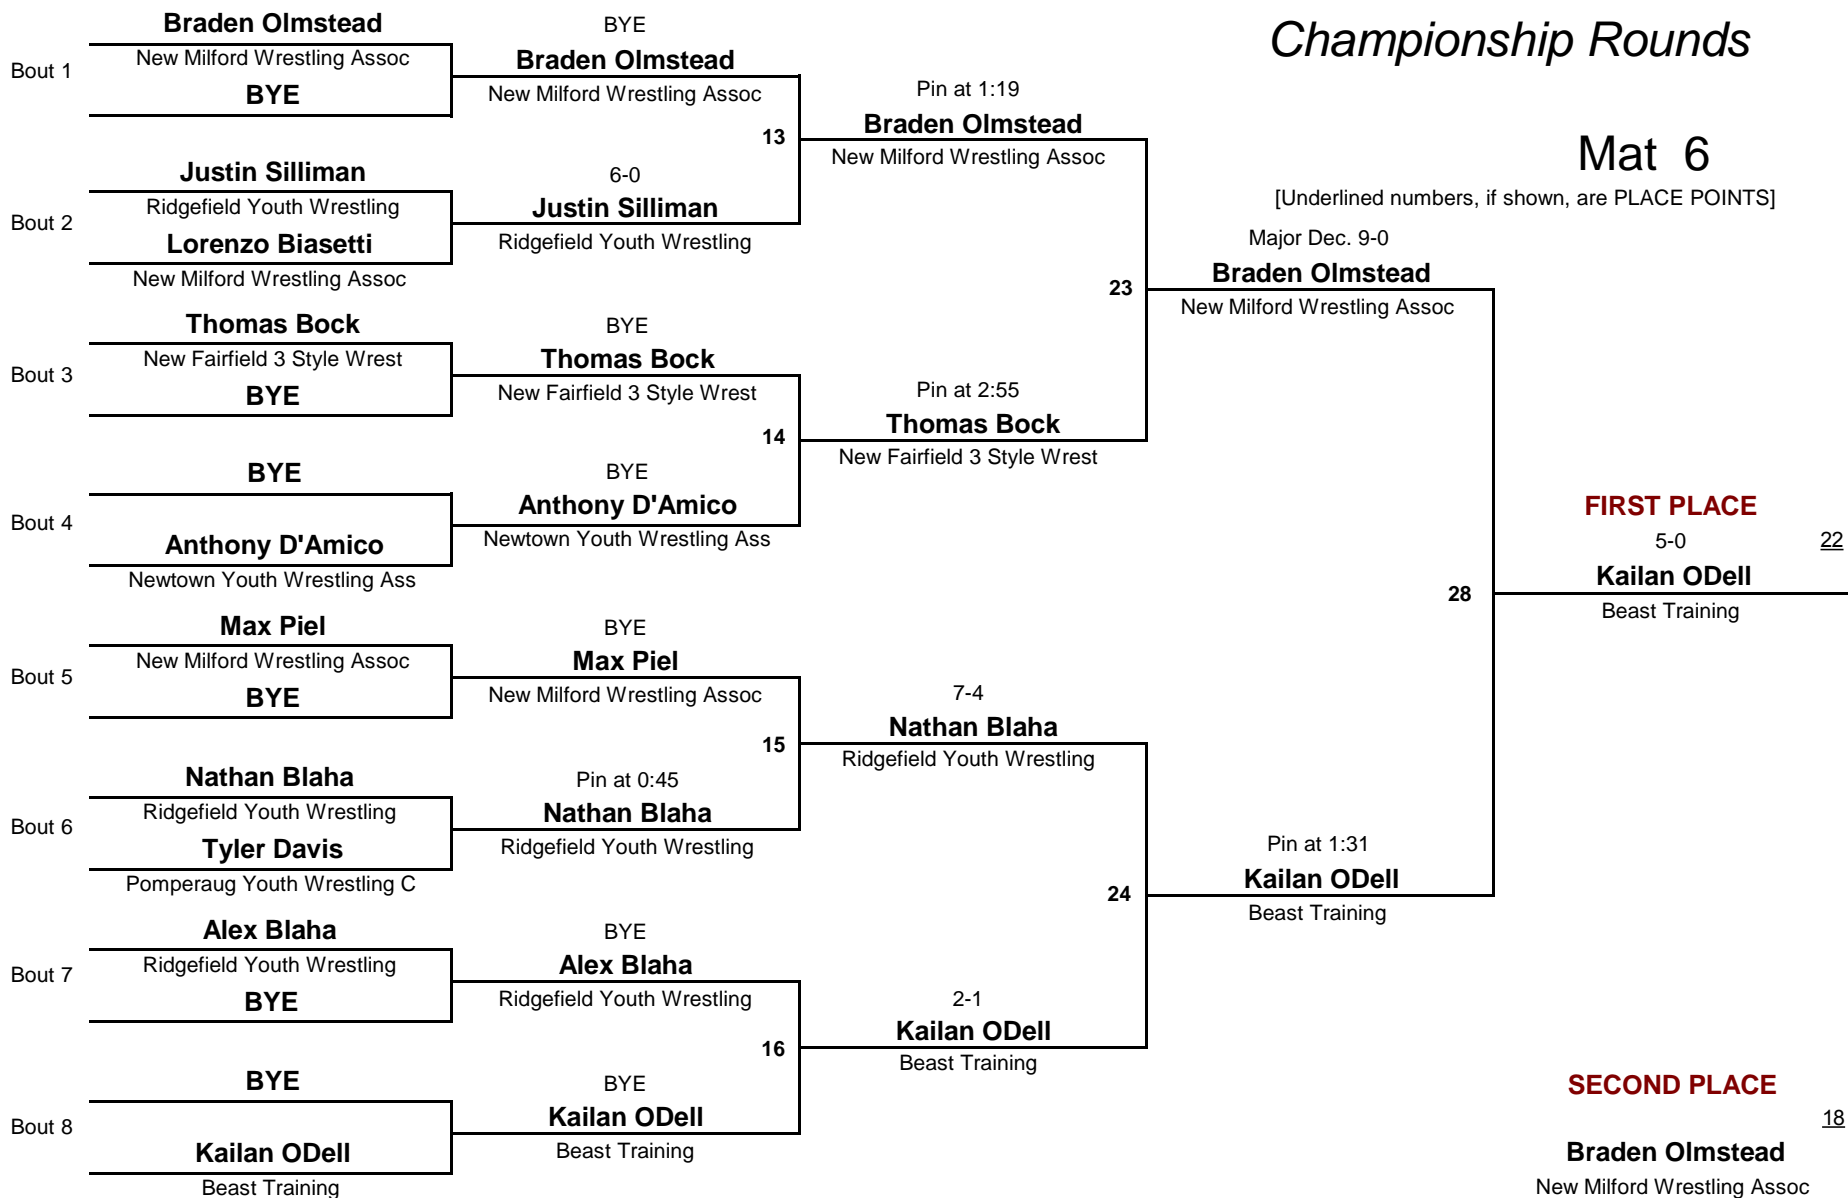 Championship Rounds
Mat 6
[Underlined numbers, if shown, are PLACE POINTS]
Bout 1
Braden Olmstead
New Milford Wrestling Assoc
BYE
Bout 2
Justin Silliman
Ridgefield Youth Wrestling
Lorenzo Biasetti
New Milford Wrestling Assoc
Bout 3
Thomas Bock
New Fairfield 3 Style Wrest
BYE
Bout 4
BYE
Anthony D'Amico
Newtown Youth Wrestling Ass
Bout 5
Max Piel
New Milford Wrestling Assoc
BYE
Bout 6
Nathan Blaha
Ridgefield Youth Wrestling
Tyler Davis
Pomperaug Youth Wrestling C
Bout 7
Alex Blaha
Ridgefield Youth Wrestling
BYE
Bout 8
BYE
Kailan ODell
Beast Training
BYE
Braden Olmstead
New Milford Wrestling Assoc
13
6-0
Justin Silliman
Ridgefield Youth Wrestling
BYE
Thomas Bock
New Fairfield 3 Style Wrest
14
BYE
Anthony D'Amico
Newtown Youth Wrestling Ass
BYE
Max Piel
New Milford Wrestling Assoc
15
Pin at 0:45
Nathan Blaha
Ridgefield Youth Wrestling
BYE
Alex Blaha
Ridgefield Youth Wrestling
16
BYE
Kailan ODell
Beast Training
Pin at 1:19
Braden Olmstead
New Milford Wrestling Assoc
23
Pin at 2:55
Thomas Bock
New Fairfield 3 Style Wrest
7-4
Nathan Blaha
Ridgefield Youth Wrestling
24
2-1
Kailan ODell
Beast Training
Major Dec. 9-0
Braden Olmstead
New Milford Wrestling Assoc
28
Pin at 1:31
Kailan ODell
Beast Training
FIRST PLACE
5-0
22
Kailan ODell
Beast Training
SECOND PLACE
18
Braden Olmstead
New Milford Wrestling Assoc